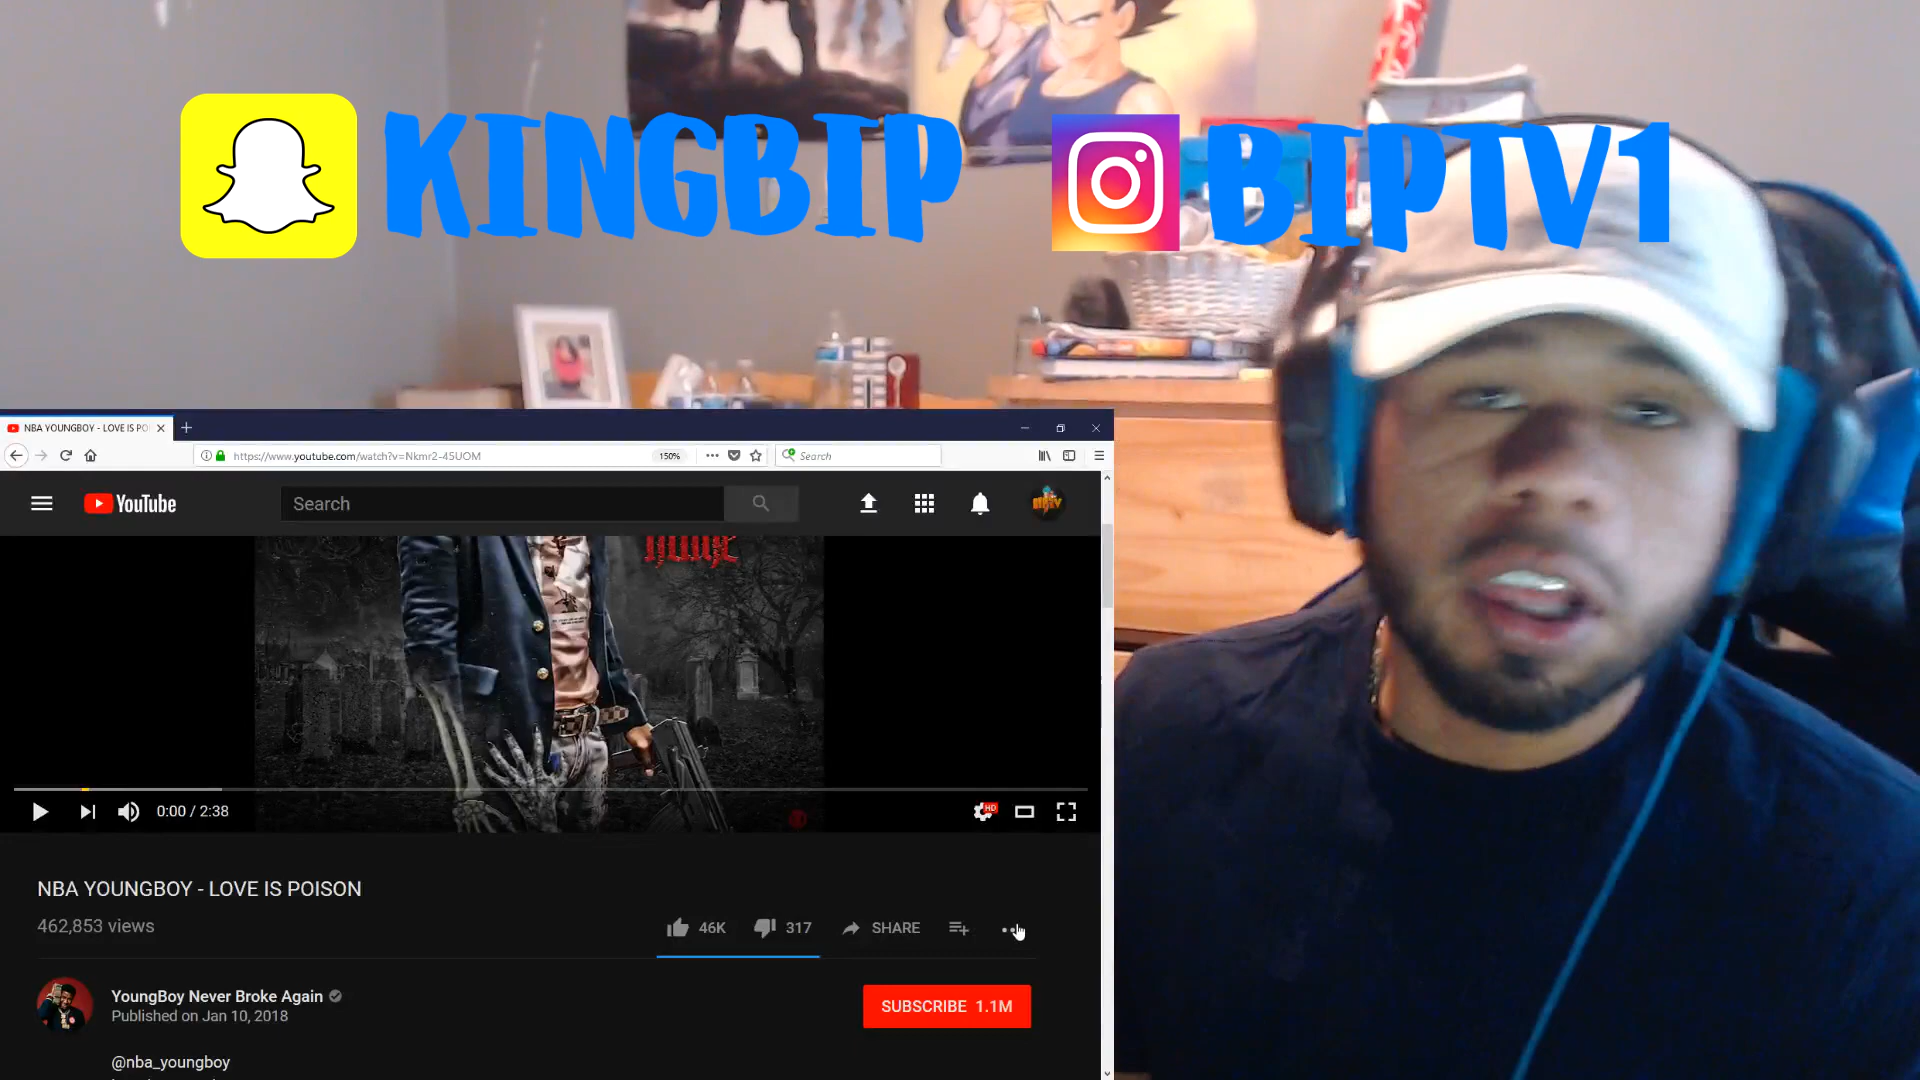 KINGBIP
BIPTV1
NBA YOUNGBOY - LOVE IS PO
https://www.youtube.com/watch?v=Nkmr2-45UOM
150%
Search
YouTube
Search
0:00 / 2:38
HD
NBA YOUNGBOY - LOVE IS POISON
462,853 views
46K
317
SHARE
YoungBoy Never Broke Again
Published on Jan 10, 2018
SUBSCRIBE 1.1M
@nba_youngboy